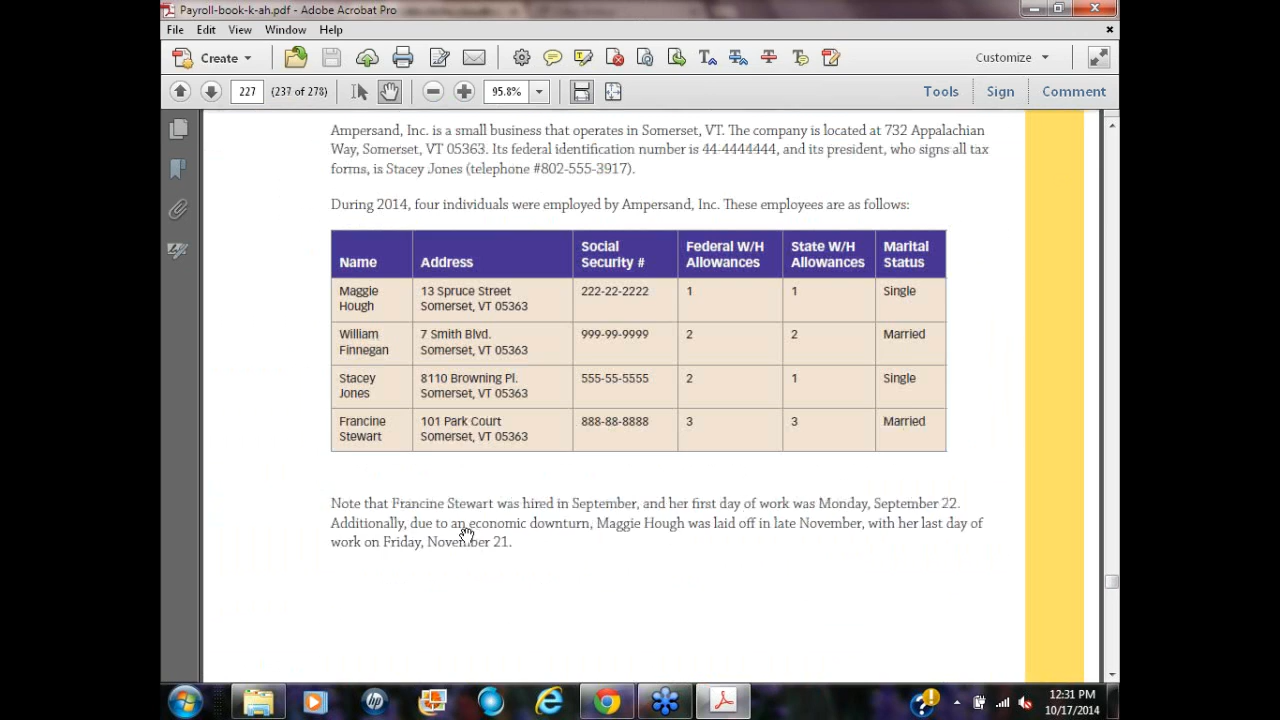 Payroll-book-k-ah.pdf - Adobe Acrobat Pro
File Edit View Window Help
Create
Customize
227 (237 of 278) 95.8% Tools Sign Comment
Ampersand, Inc. is a small business that operates in Somerset, VT. The company is located at 732 Appalachian
Way, Somerset, VT 05363. Its federal identification number is 44-4444444, and its president, who signs all tax
forms, is Stacey Jones (telephone #802-555-3917).
During 2014, four individuals were employed by Ampersand, Inc. These employees are as follows:
Name Address Social Security # Federal W/H Allowances State W/H Allowances Marital Status
Maggie Hough 13 Spruce Street Somerset, VT 05363 222-22-2222 1 1 Single
William Finnegan 7 Smith Blvd. Somerset, VT 05363 999-99-9999 2 2 Married
Stacey Jones 8110 Browning Pl. Somerset, VT 05363 555-55-5555 2 1 Single
Francine Stewart 101 Park Court Somerset, VT 05363 888-88-8888 3 3 Married
Note that Francine Stewart was hired in September, and her first day of work was Monday, September 22.
Additionally, due to an economic downturn, Maggie Hough was laid off in late November, with her last day of
work on Friday, November 21.
12:31 PM
10/17/2014